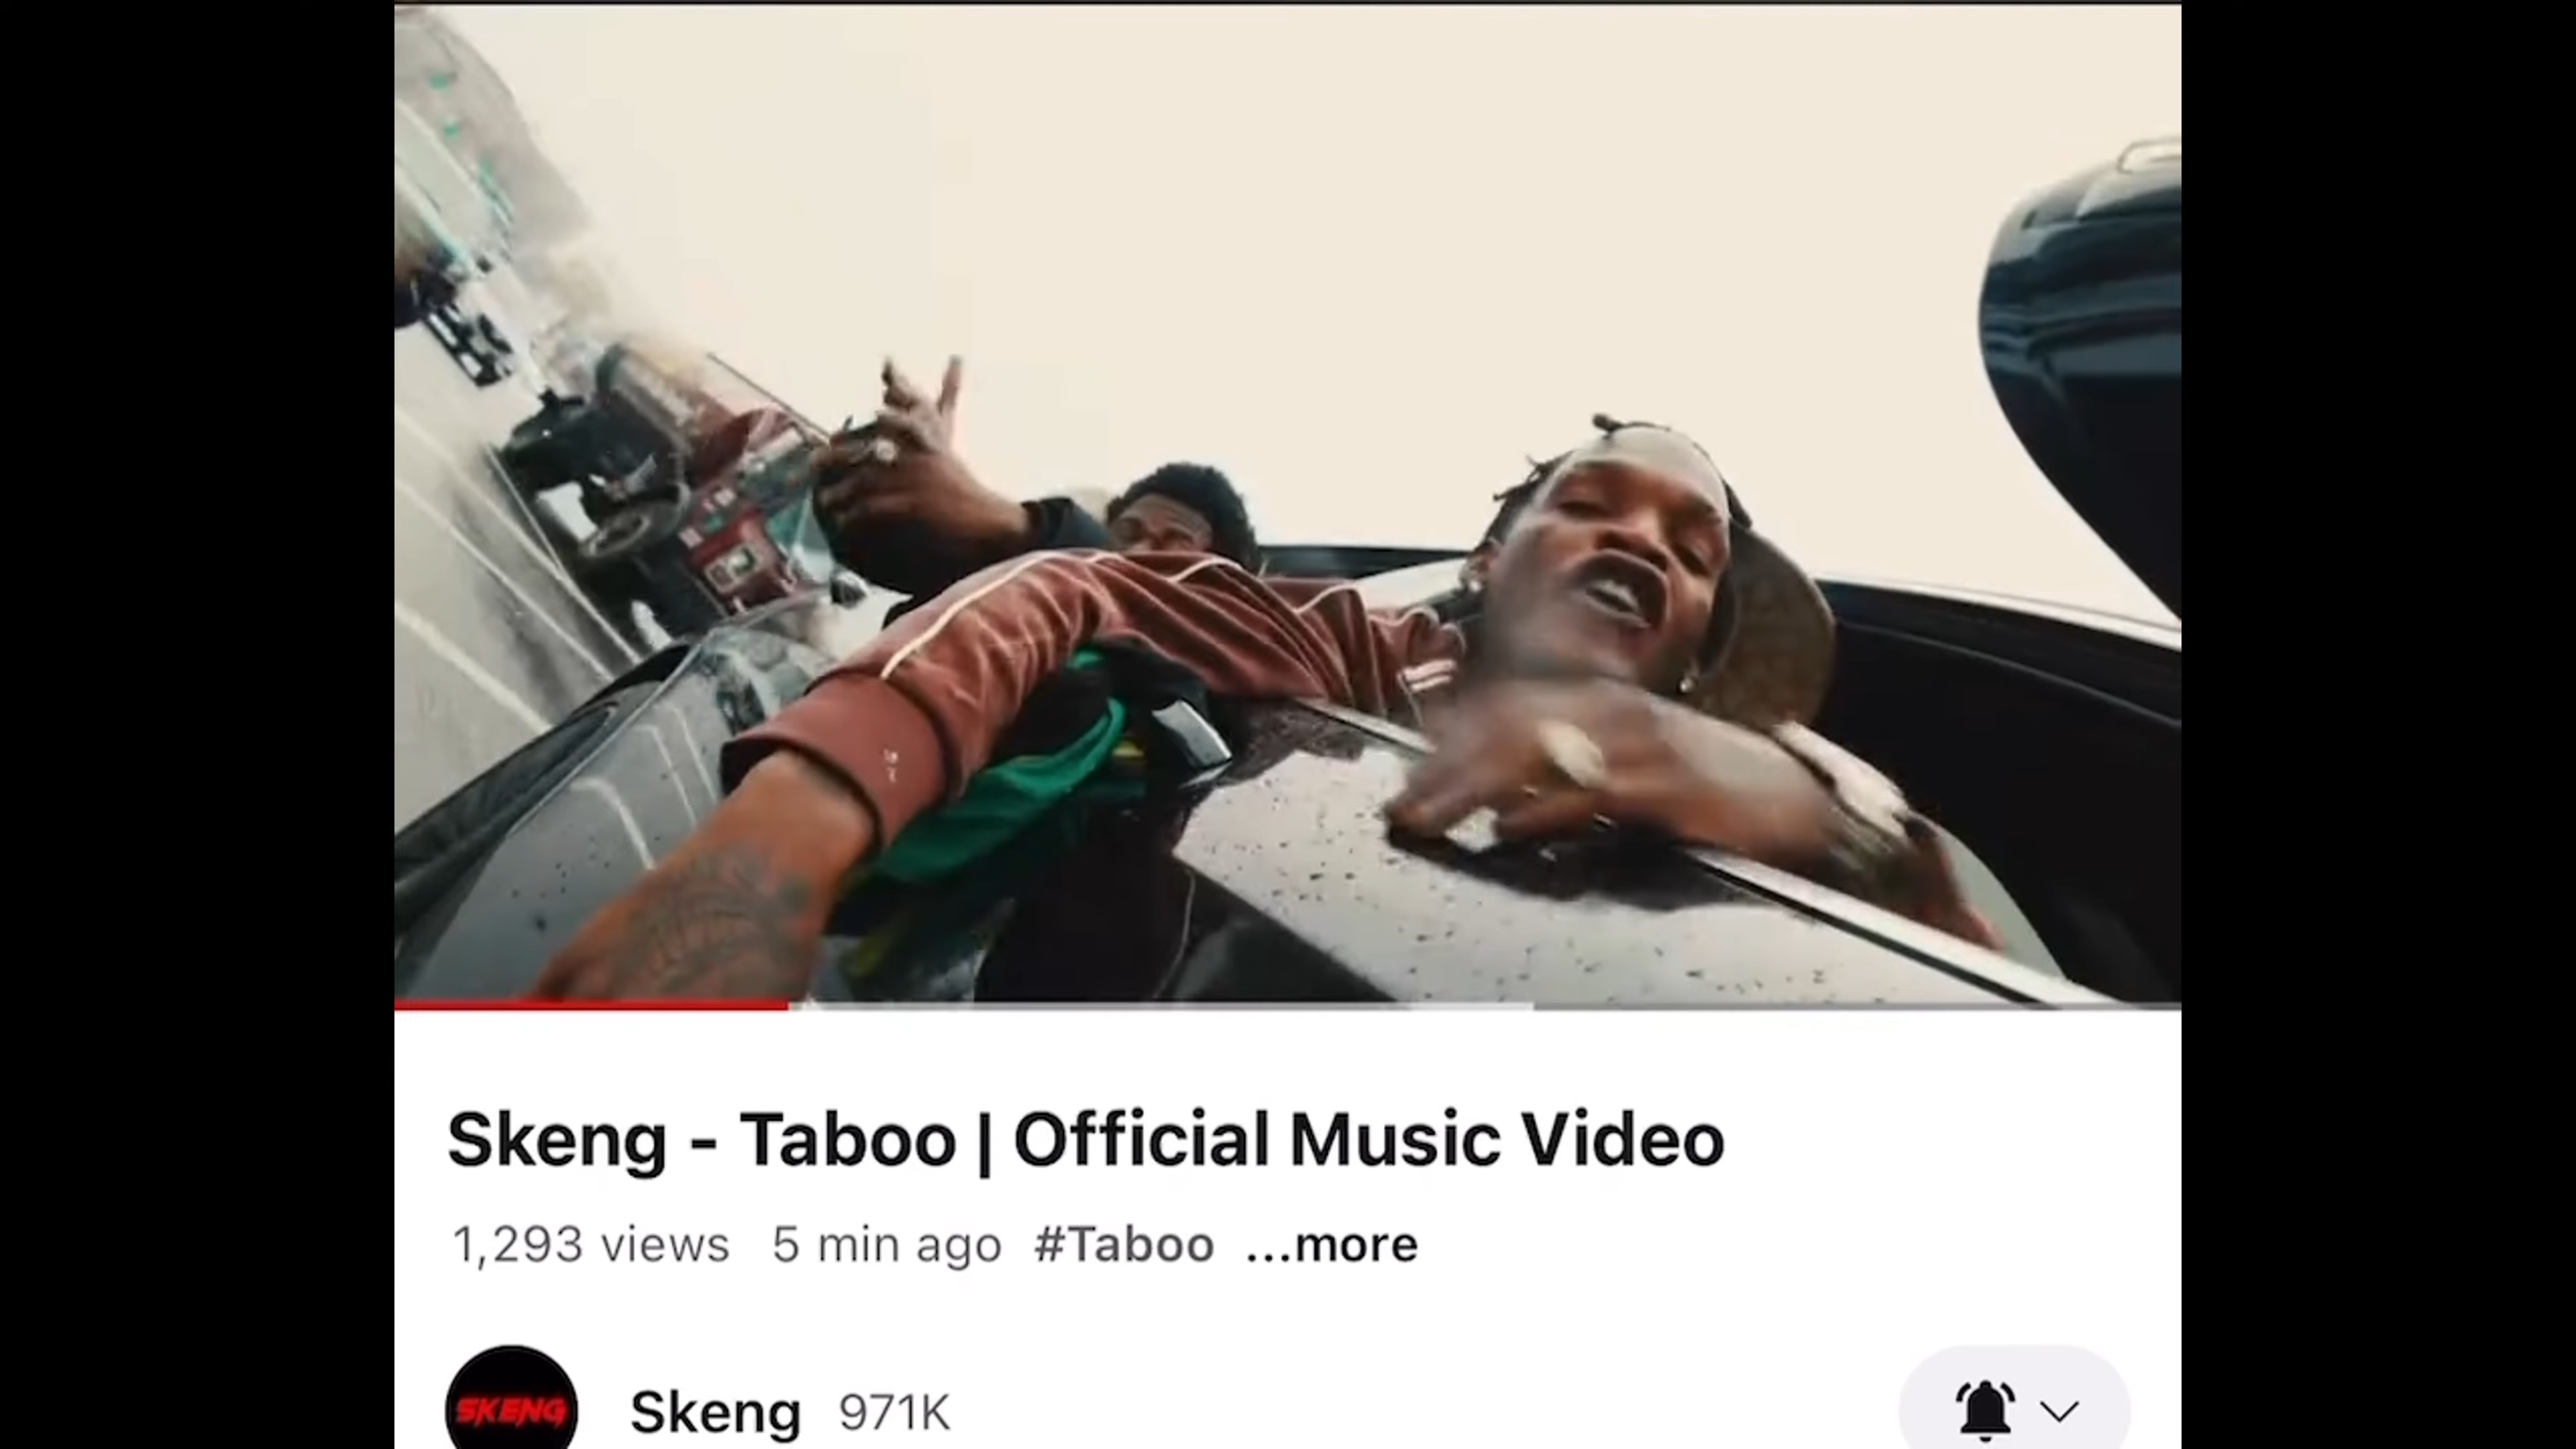 Skeng - Taboo | Official Music Video
1,293 views 5 min ago #Taboo ...more
SKENG
Skeng 971K